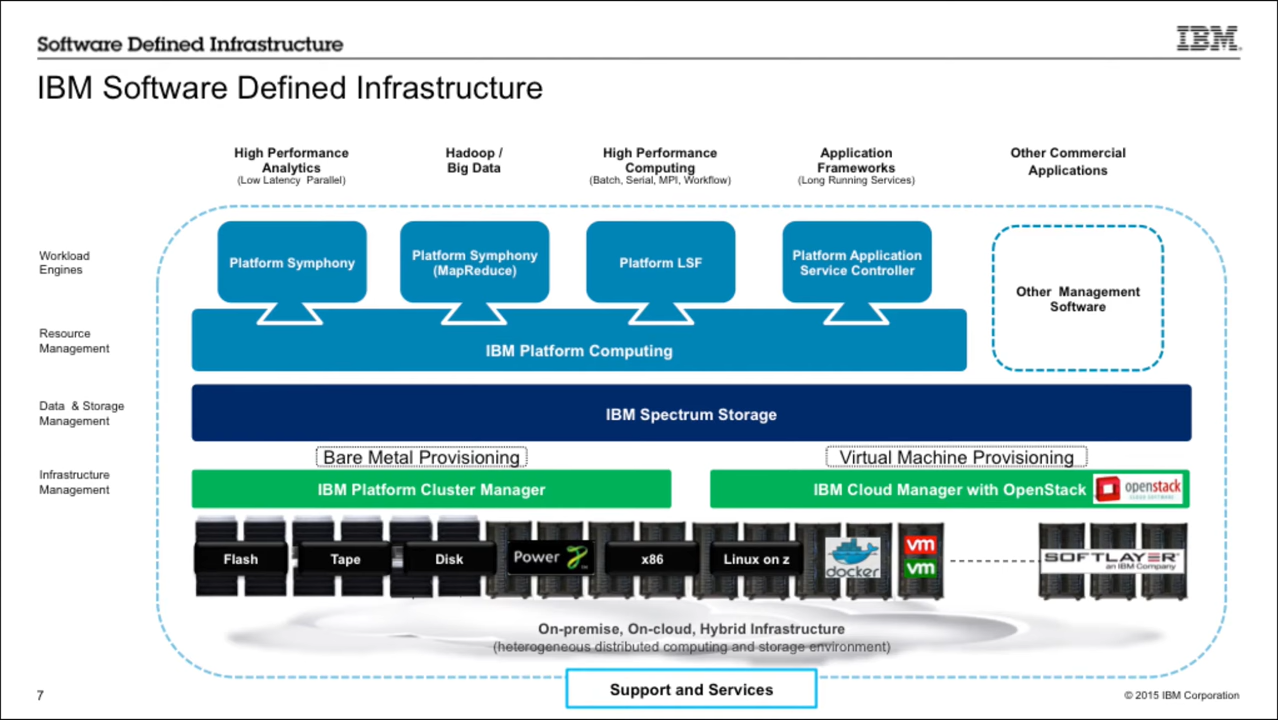 Software Defined Infrastructure
IBM
IBM Software Defined Infrastructure
High Performance
Analytics
(Low Latency Parallel)
Hadoop /
Big Data
High Performance
Computing
(Batch, Serial, MPI, Workflow)
Application
Frameworks
(Long Running Services)
Other Commercial
Applications
Workload
Engines
Platform Symphony
Platform Symphony
(MapReduce)
Platform LSF
Platform Application
Service Controller
Other Management
Software
Resource
Management
IBM Platform Computing
Data & Storage
Management
IBM Spectrum Storage
Bare Metal Provisioning
Virtual Machine Provisioning
Infrastructure
Management
IBM Platform Cluster Manager
IBM Cloud Manager with OpenStack
openstack
CLOUD SOFTWARE
Flash
Tape
Disk
Power
x86
Linux on z
docker
vm
vm
SOFTLAYER
an IBM Company
On-premise, On-cloud, Hybrid Infrastructure
(heterogeneous distributed computing and storage environment)
Support and Services
7
© 2015 IBM Corporation